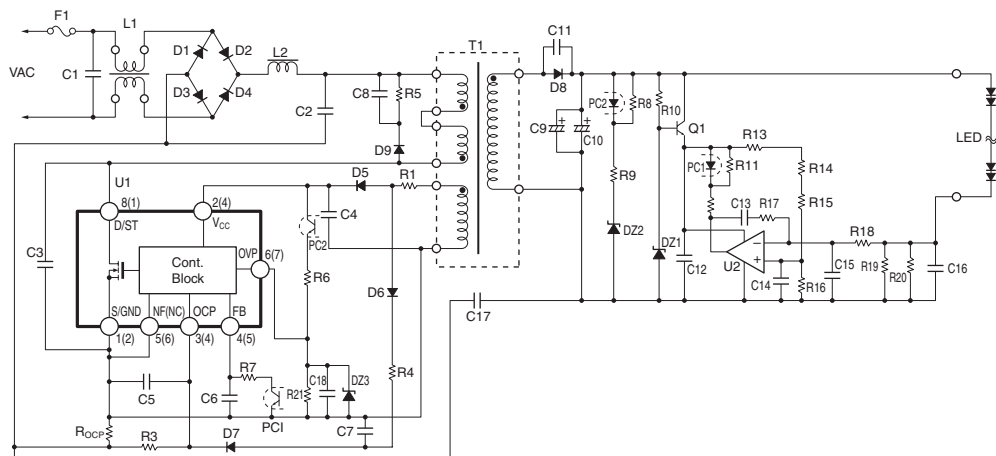 F1
L1
T1
C11
D1
D2
L2
VAC
C1
D8
D3
D4
C8
R5
C2
PC2
R8
R10
Q1
C9
C10
D9
R13
PC1
R11
R14
R9
D5
R1
U1
8(1)
2(4)
D/ST
VCC
C4
PC2
C13
R17
R15
DZ2
OVP
6(7)
C3
Cont.
Block
R6
D6
DZ1
U2
R18
C12
C14
C15
R16
R19
R20
C16
LED
S/GND
NF(NC)
OCP
FB
1(2)
5(6)
3(4)
4(5)
C17
R7
R4
C5
C6
PCI
R21
C18
DZ3
C7
ROCP
R3
D7